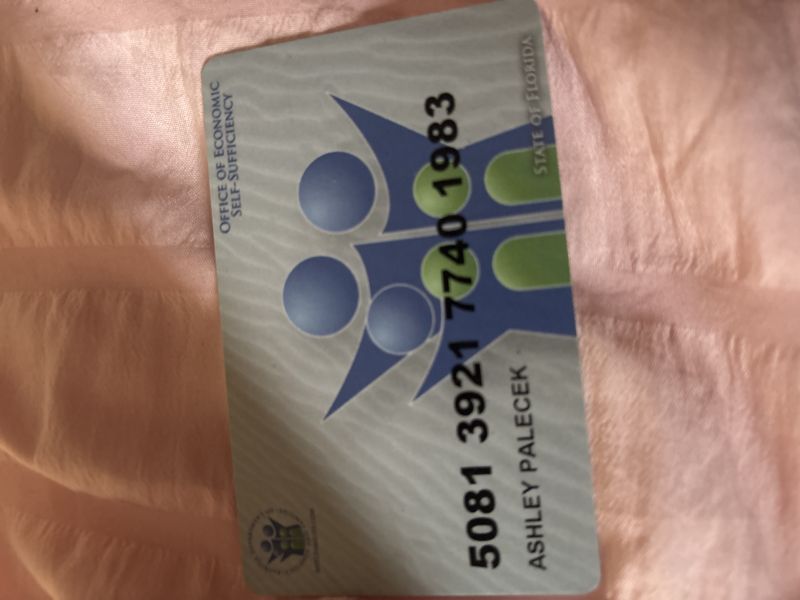 OFFICE OF ECONOMIC
SELF-SUFFICIENCY
5081 3921 7740 1983
ASHLEY PALECEK
STATE OF FLORIDA